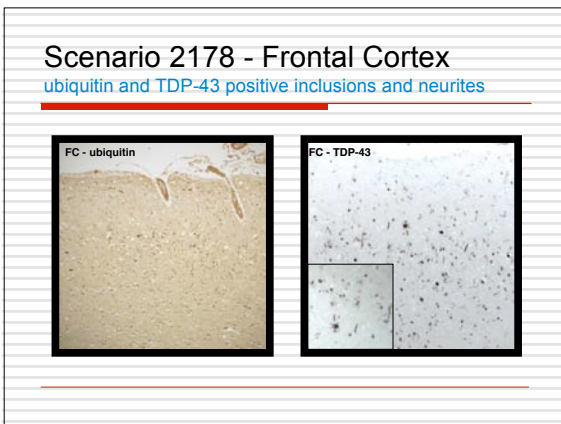 Scenario 2178 - Frontal Cortex
ubiquitin and TDP-43 positive inclusions and neurites
FC - ubiquitin
FC - TDP-43